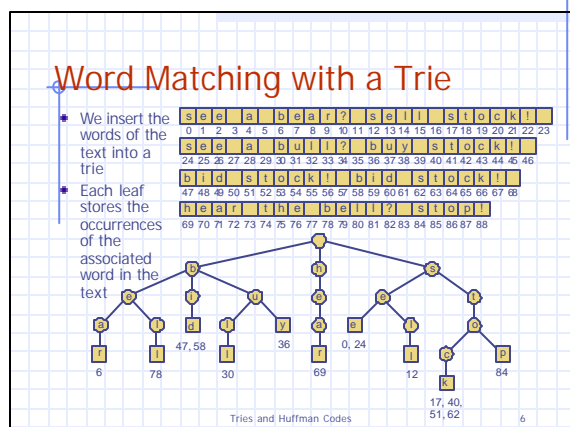 Word Matching with a Trie
We insert the
words of the
text into a
trie
Each leaf
stores the
occurrences
of the
associated
word in the
text
s e e a b e a r ? s e l l s t o c k !
0 1 2 3 4 5 6 7 8 9 10 11 12 13 14 15 16 17 18 19 20 21 22 23
s e e a b u l l ? b u y s t o c k !
24 25 26 27 28 29 30 31 32 33 34 35 36 37 38 39 40 41 42 43 44 45 46
b i d s t o c k ! b i d s t o c k !
47 48 49 50 51 52 53 54 55 56 57 58 59 60 61 62 63 64 65 66 67 68
h e a r t h e b e l l ? s t o p !
69 70 71 72 73 74 75 76 77 78 79 80 81 82 83 84 85 86 87 88
b h s
e i u e e t
a l d l y a e l o
47, 58 36 0, 24
r l l r l c p
6 78 30 69 12 84
k
17, 40,
51, 62
Tries and Huffman Codes 6